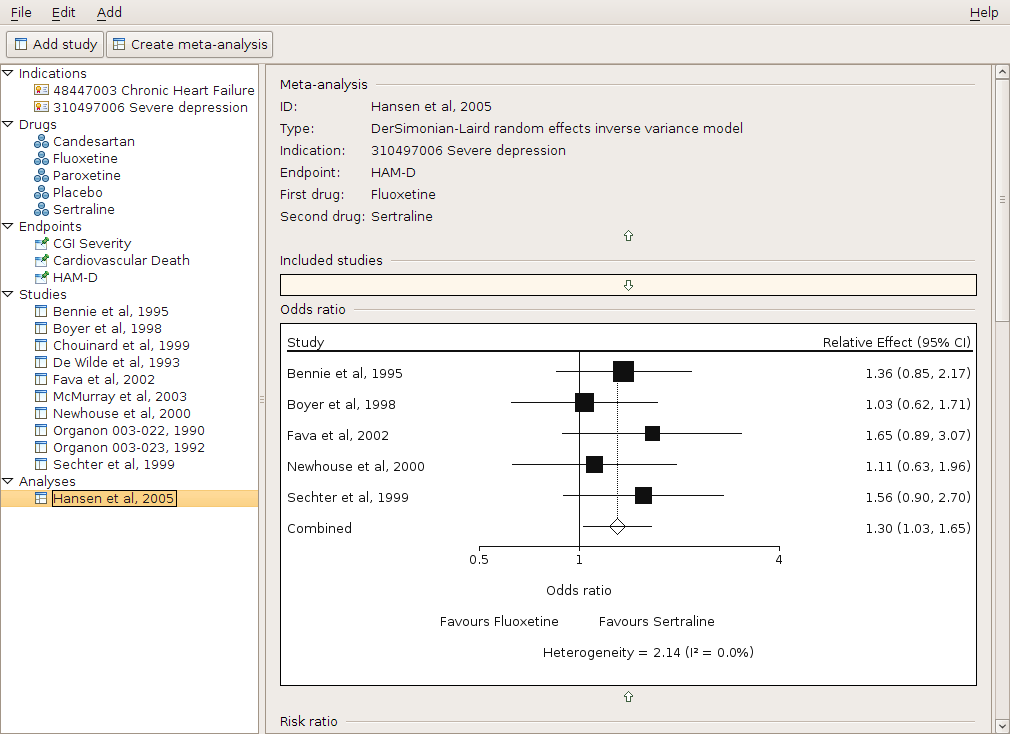 File Edit Add Help
Add study Create meta-analysis
Indications
48447003 Chronic Heart Failure
310497006 Severe depression
Drugs
Candesartan
Fluoxetine
Paroxetine
Placebo
Sertraline
Endpoints
CGI Severity
Cardiovascular Death
HAM-D
Studies
Bennie et al, 1995
Boyer et al, 1998
Chouinard et al, 1999
De Wilde et al, 1993
Fava et al, 2002
McMurray et al, 2003
Newhouse et al, 2000
Organon 003-022, 1990
Organon 003-023, 1992
Sechter et al, 1999
Analyses
Hansen et al, 2005
Meta-analysis
ID: Hansen et al, 2005
Type: DerSimonian-Laird random effects inverse variance model
Indication: 310497006 Severe depression
Endpoint: HAM-D
First drug: Fluoxetine
Second drug: Sertraline
Included studies
Odds ratio
Study Relative Effect (95% CI)
Bennie et al, 1995 1.36 (0.85, 2.17)
Boyer et al, 1998 1.03 (0.62, 1.71)
Fava et al, 2002 1.65 (0.89, 3.07)
Newhouse et al, 2000 1.11 (0.63, 1.96)
Sechter et al, 1999 1.56 (0.90, 2.70)
Combined 1.30 (1.03, 1.65)
0.5 1 4
Odds ratio
Favours Fluoxetine Favours Sertraline
Heterogeneity = 2.14 (I² = 0.0%)
Risk ratio